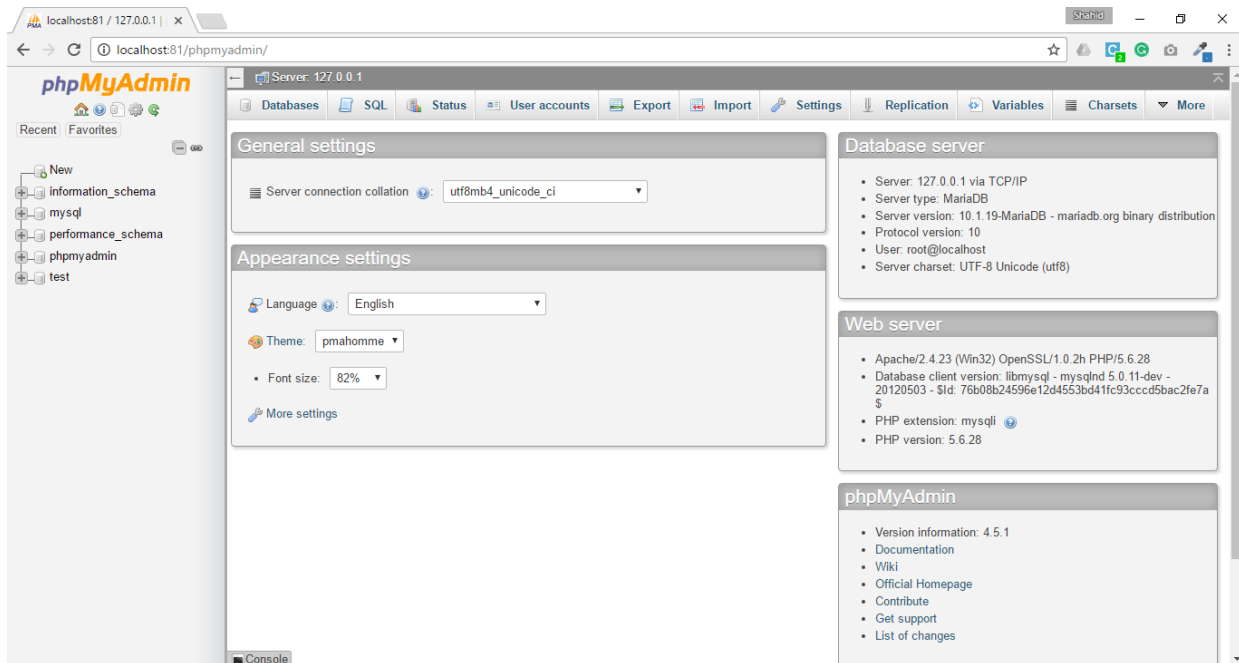 localhost:81 / 127.0.0.1 |
Shahid
localhost:81/phpmyadmin/
phpMyAdmin
Recent Favorites
New
information_schema
mysql
performance_schema
phpmyadmin
test
Server: 127.0.0.1
Databases SQL Status User accounts Export Import Settings Replication Variables Charsets More
General settings
Server connection collation : utf8mb4_unicode_ci
Appearance settings
Language : English
Theme: pmahomme
Font size: 82%
More settings
Database server
Server: 127.0.0.1 via TCP/IP
Server type: MariaDB
Server version: 10.1.19-MariaDB - mariadb.org binary distribution
Protocol version: 10
User: root@localhost
Server charset: UTF-8 Unicode (utf8)
Web server
Apache/2.4.23 (Win32) OpenSSL/1.0.2h PHP/5.6.28
Database client version: libmysql - mysqlnd 5.0.11-dev -
20120503 - $Id: 76b08b24596e12d4553bd41fc93cccd5bac2fe7a
$
PHP extension: mysqli
PHP version: 5.6.28
phpMyAdmin
Version information: 4.5.1
Documentation
Wiki
Official Homepage
Contribute
Get support
List of changes
Console